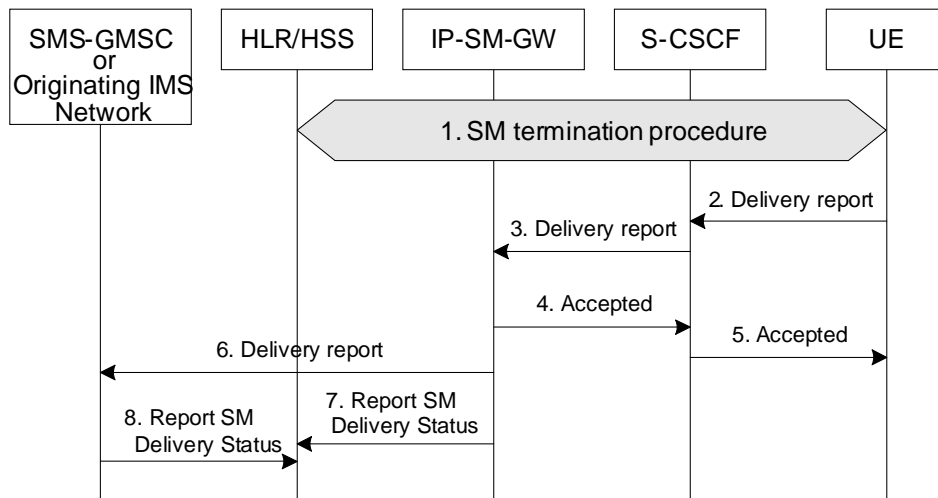 SMS-GMSC
or
Originating IMS
Network
HLR/HSS
IP-SM-GW
S-CSCF
UE
1. SM termination procedure
2. Delivery report
3. Delivery report
4. Accepted
5. Accepted
6. Delivery report
7. Report SM
Delivery Status
8. Report SM
Delivery Status